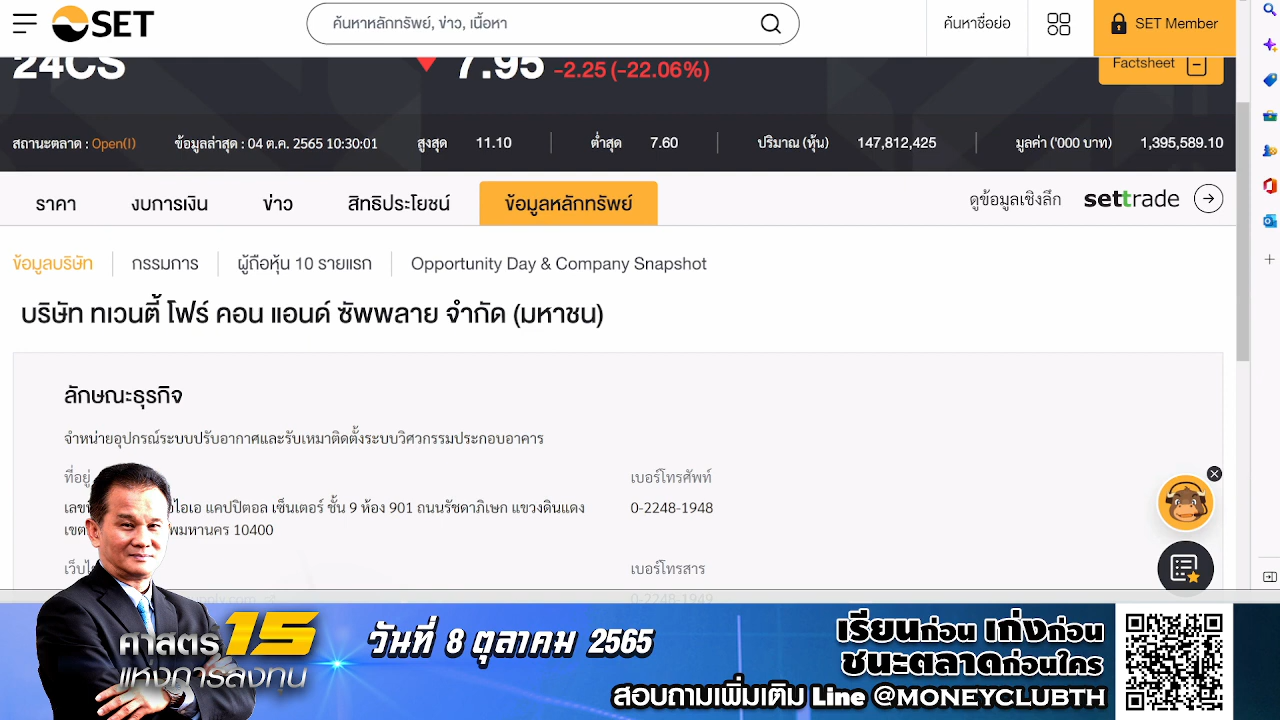 SET
ค้นหาหลักทรัพย์, ข่าว, เนื้อหา
ค้นหาชื่อย่อ
SET Member
24CS
7.95 -2.25 (-22.06%)
Factsheet
สถานะตลาด : Open(I)
ข้อมูลล่าสุด : 04 ต.ค. 2565 10:30:01
สูงสุด 11.10
ต่ำสุด 7.60
ปริมาณ (หุ้น) 147,812,425
มูลค่า ('000 บาท) 1,395,589.10
ราคา
งบการเงิน
ข่าว
สิทธิประโยชน์
ข้อมูลหลักทรัพย์
ดูข้อมูลเชิงลึก settrade
ข้อมูลบริษัท
กรรมการ
ผู้ถือหุ้น 10 รายแรก
Opportunity Day & Company Snapshot
บริษัท ทเวนตี้ โฟร์ คอน แอนด์ ซัพพลาย จำกัด (มหาชน)
ลักษณะธุรกิจ
จำหน่ายอุปกรณ์ระบบปรับอากาศและรับเหมาติดตั้งระบบวิศวกรรมประกอบอาคาร
ที่อยู่
เบอร์โทรศัพท์
แคปปิตอล เซ็นเตอร์ ชั้น 9 ห้อง 901 ถนนรัชดาภิเษก แขวงดินแดง
0-2248-1948
เขต
10400
เบอร์โทรสาร
0-2248-1949
ศาสตร์ 15
แห่งการลงทุน
วันที่ 8 ตุลาคม 2565
เรียนก่อน เก่งก่อน
ชนะตลาดก่อนใคร
สอบถามเพิ่มเติม Line @MONEYCLUBTH